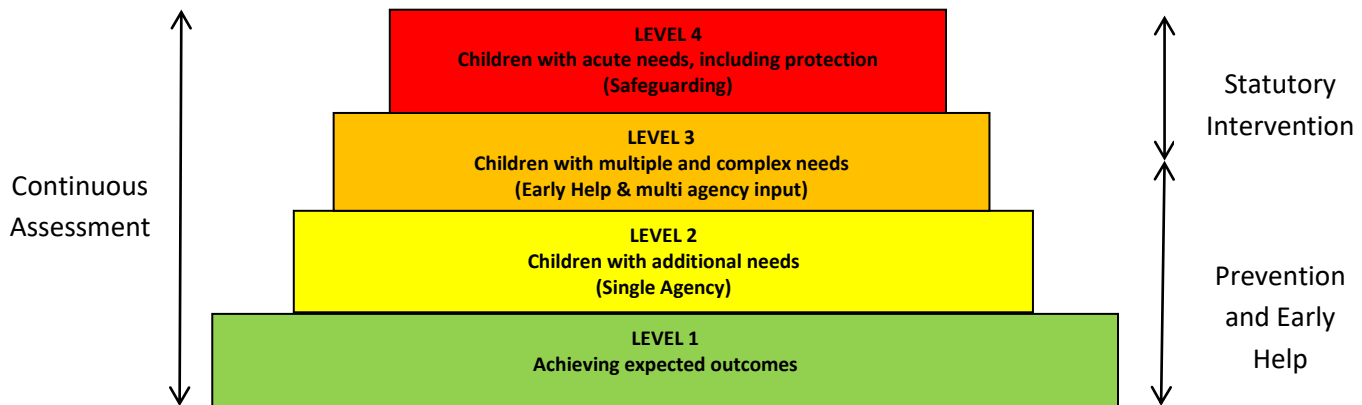 LEVEL 4
Children with acute needs, including protection
(Safeguarding)
LEVEL 3
Children with multiple and complex needs
(Early Help & multi agency input)
LEVEL 2
Children with additional needs
(Single Agency)
LEVEL 1
Achieving expected outcomes
Continuous
Assessment
Statutory
Intervention
Prevention
and Early
Help